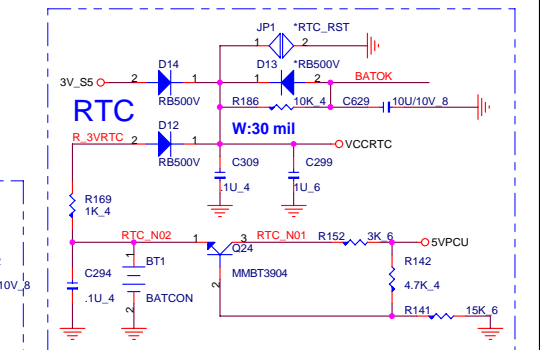 JP1 *RTC_RST
1 2
D14 D13 *RB500V
3V_S5 2 1 1 2 BATOK
RB500V R186 10K_4 C629 10U/10V_8
RTC
D12 W:30 mil
R_3VRTC 2 1 VCCRTC
RB500V C309 C299
.1U_4 1U_6
R169
1K_4
RTC_N02 1 3 RTC_N01 R152 3K_6 5VPCU
Q24
1 BT1 R142
C294 MMBT3904 4.7K_4
10V_8 .1U_4 BATCON 2
2 R141 15K_6